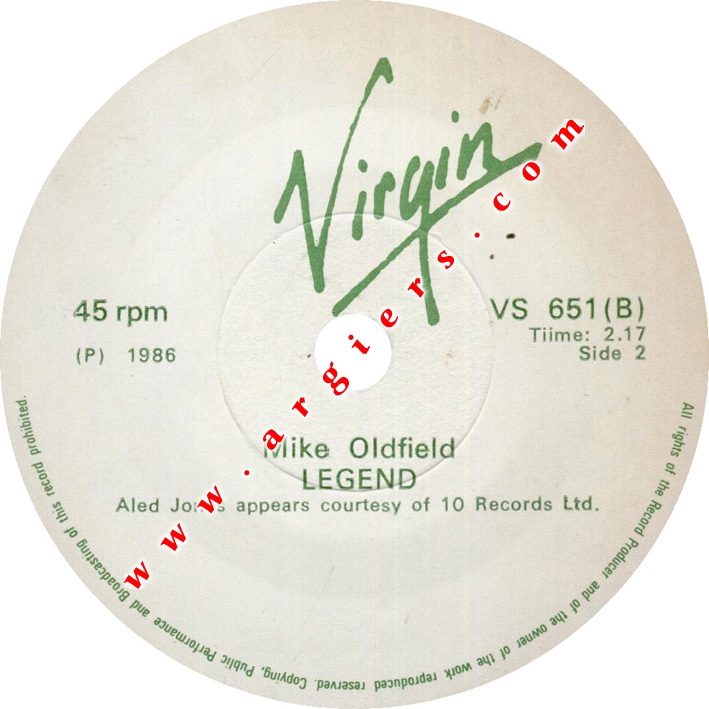 Virgin
45 rpm
(P) 1986
VS 651(B)
Tiime: 2.17
Side 2
Mike Oldfield
LEGEND
Aled Jones appears courtesy of 10 Records Ltd.
All rights of the Record Producer and of the owner of the work reproduced reserved. Copying, Public Performance and Broadcasting of this record prohibited.
www.argiers.com